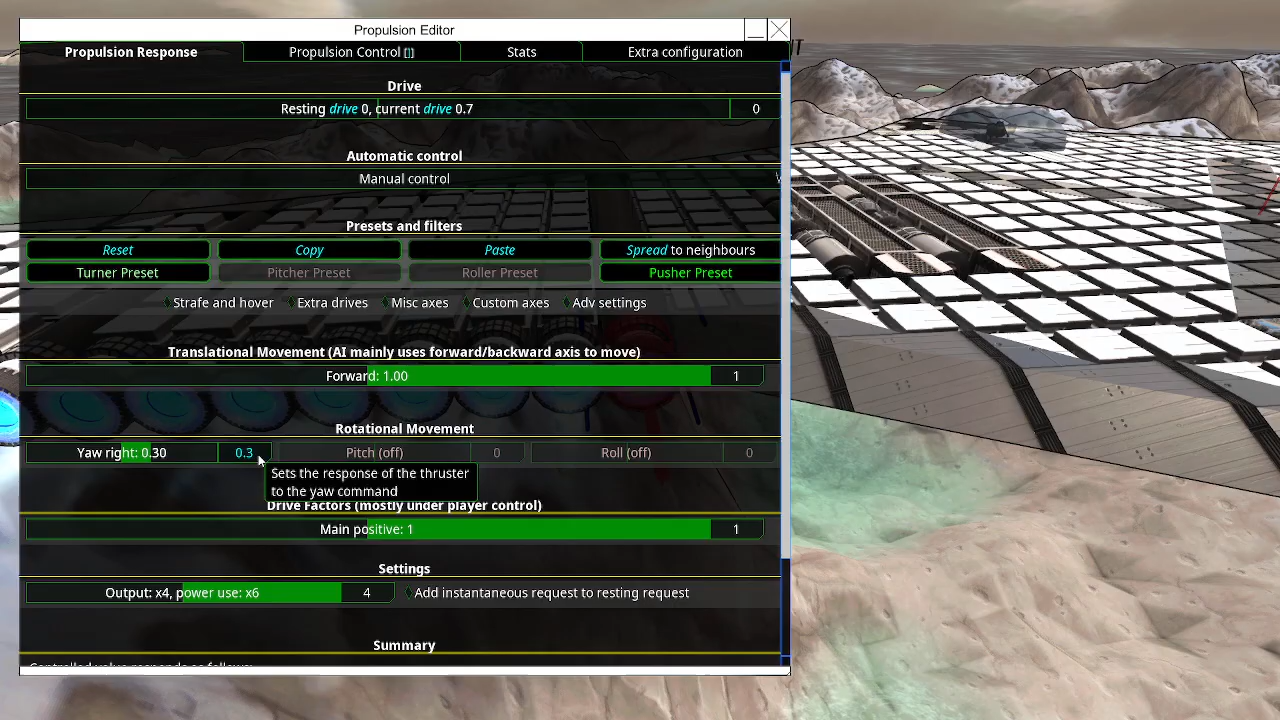 Propulsion Editor
Propulsion Response
Propulsion Control []
Stats
Extra configuration
Drive
Resting drive 0, current drive 0.7
0
Automatic control
Manual control
Presets and filters
Reset
Copy
Paste
Spread to neighbours
Turner Preset
Pitcher Preset
Roller Preset
Pusher Preset
Strafe and hover
Extra drives
Misc axes
Custom axes
Adv settings
Translational Movement (AI mainly uses forward/backward axis to move)
Forward: 1.00
1
Rotational Movement
Yaw right: 0.30
0.3
Pitch (off)
0
Roll (off)
0
Sets the response of the thruster
to the yaw command
Drive Factors (mostly under player control)
Main positive: 1
1
Settings
Output: x4, power use: x6
4
Add instantaneous request to resting request
Summary